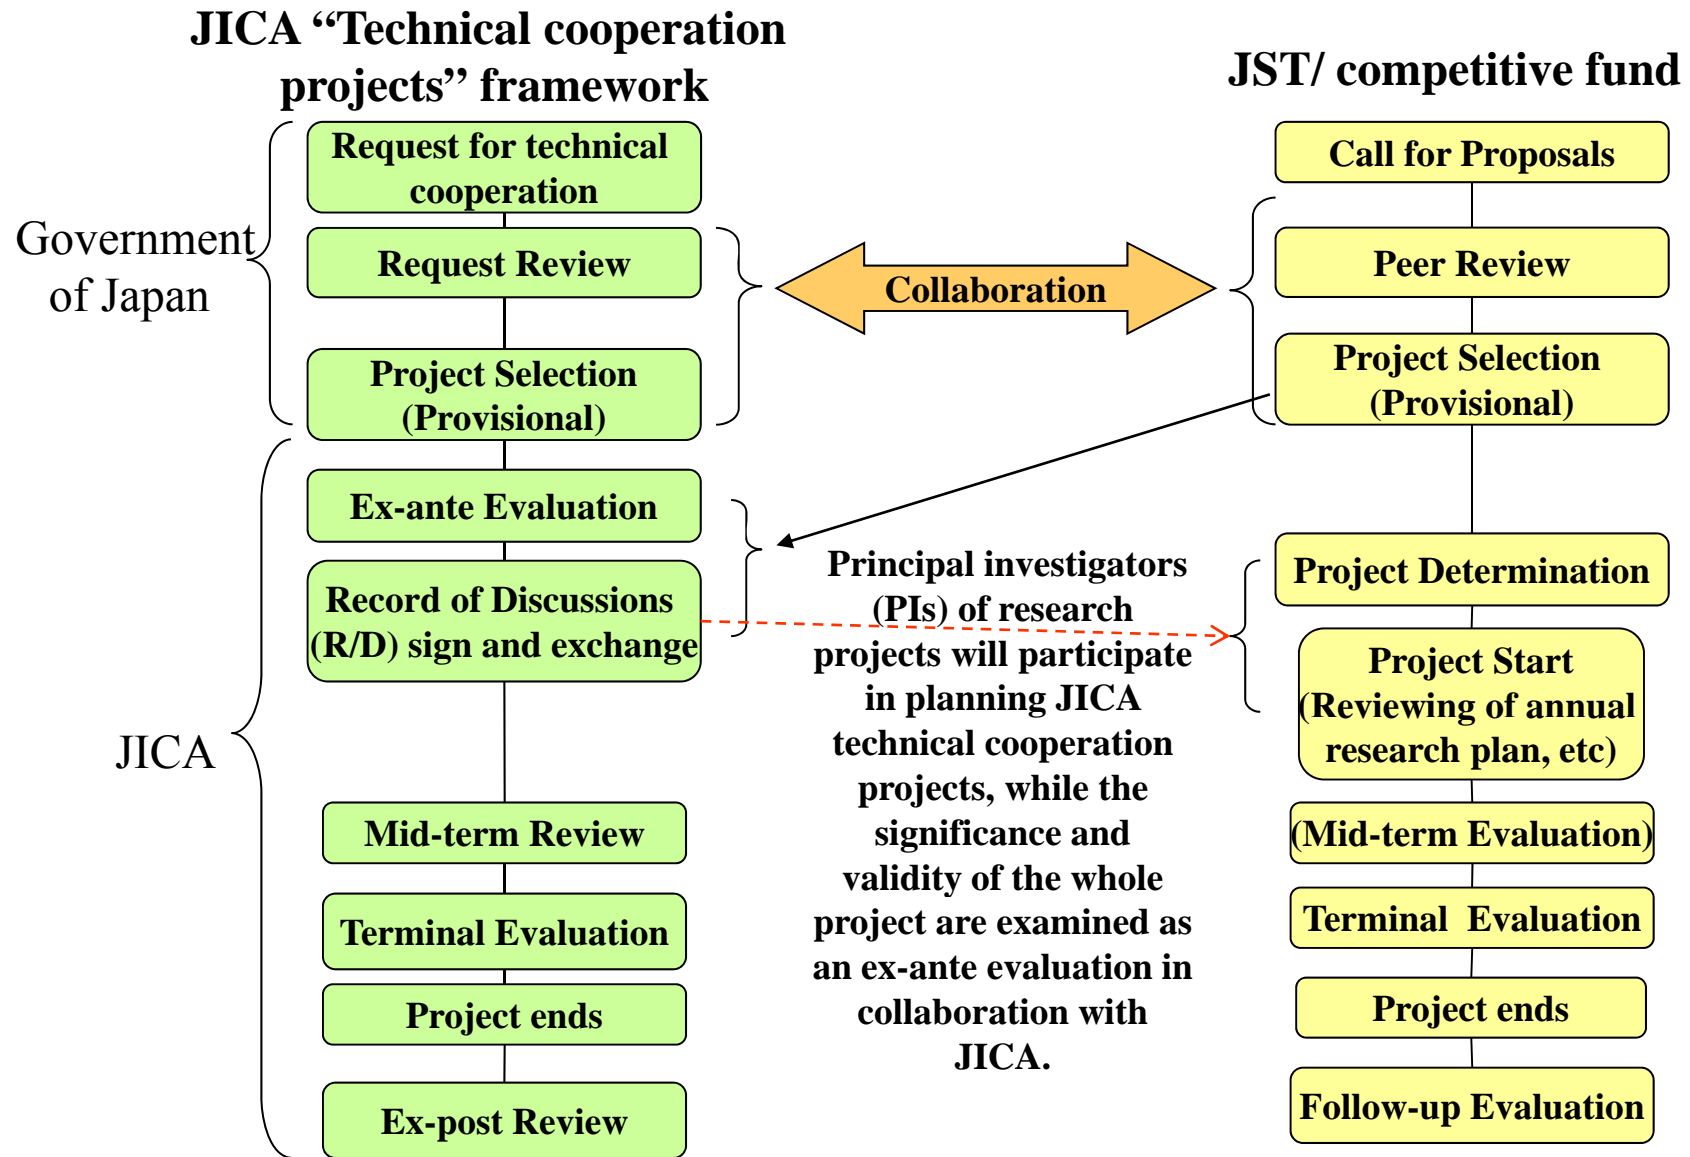 JICA “Technical cooperation
projects” framework
JST/ competitive fund
Government
of Japan
JICA
Request for technical
cooperation
Request Review
Project Selection
(Provisional)
Ex-ante Evaluation
Record of Discussions
(R/D) sign and exchange
Mid-term Review
Terminal Evaluation
Project ends
Ex-post Review
Collaboration
Principal investigators
(PIs) of research
projects will participate
in planning JICA
technical cooperation
projects, while the
significance and
validity of the whole
project are examined as
an ex-ante evaluation in
collaboration with
JICA.
Call for Proposals
Peer Review
Project Selection
(Provisional)
Project Determination
Project Start
(Reviewing of annual
research plan, etc)
(Mid-term Evaluation)
Terminal  Evaluation
Project ends
Follow-up Evaluation